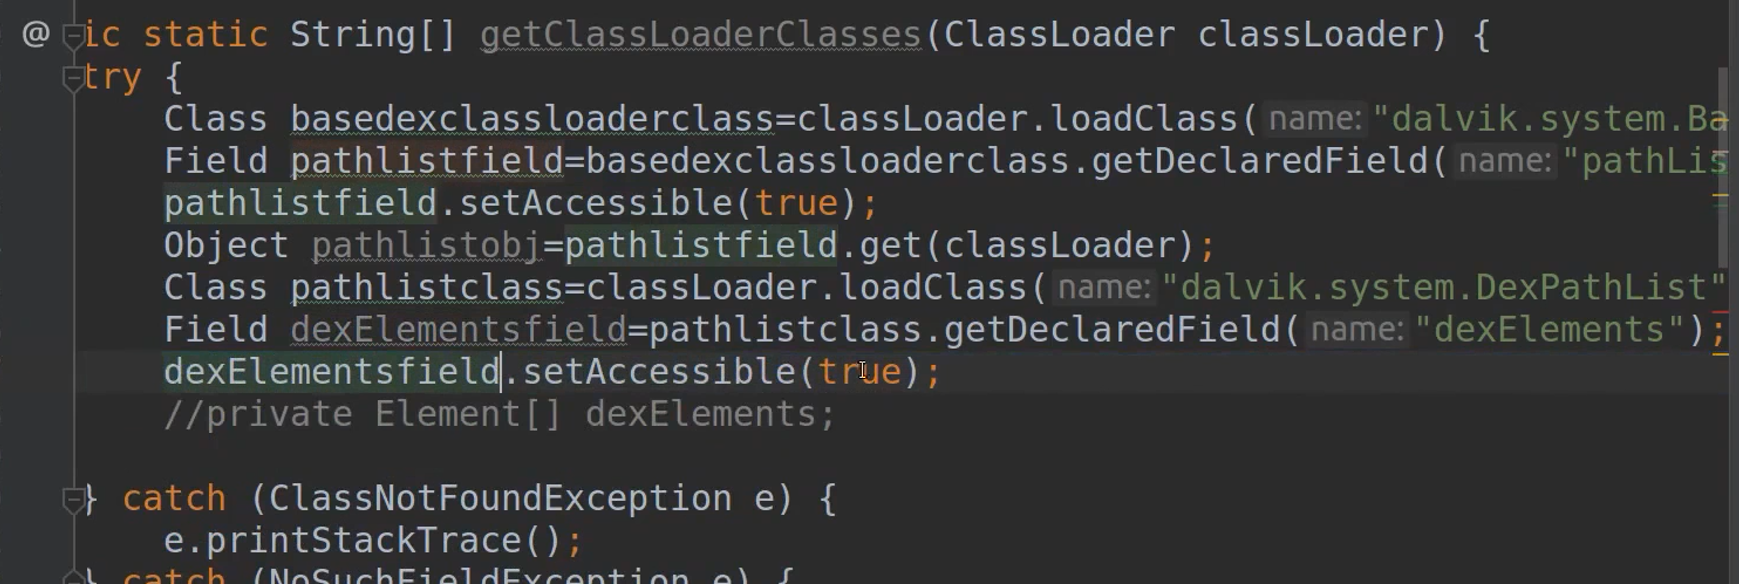 @ ic static String[] getClassLoaderClasses(ClassLoader classLoader) {
try {
Class basedexclassloaderclass=classLoader.loadClass( name: "dalvik.system.Ba
Field pathlistfield=basedexclassloaderclass.getDeclaredField( name: "pathLis
pathlistfield.setAccessible(true);
Object pathlistobj=pathlistfield.get(classLoader);
Class pathlistclass=classLoader.loadClass( name: "dalvik.system.DexPathList"
Field dexElementsfield=pathlistclass.getDeclaredField( name: "dexElements");
dexElementsfield.setAccessible(true);
//private Element[] dexElements;
} catch (ClassNotFoundException e) {
e.printStackTrace();
} catch (NoSuchFieldException e) {